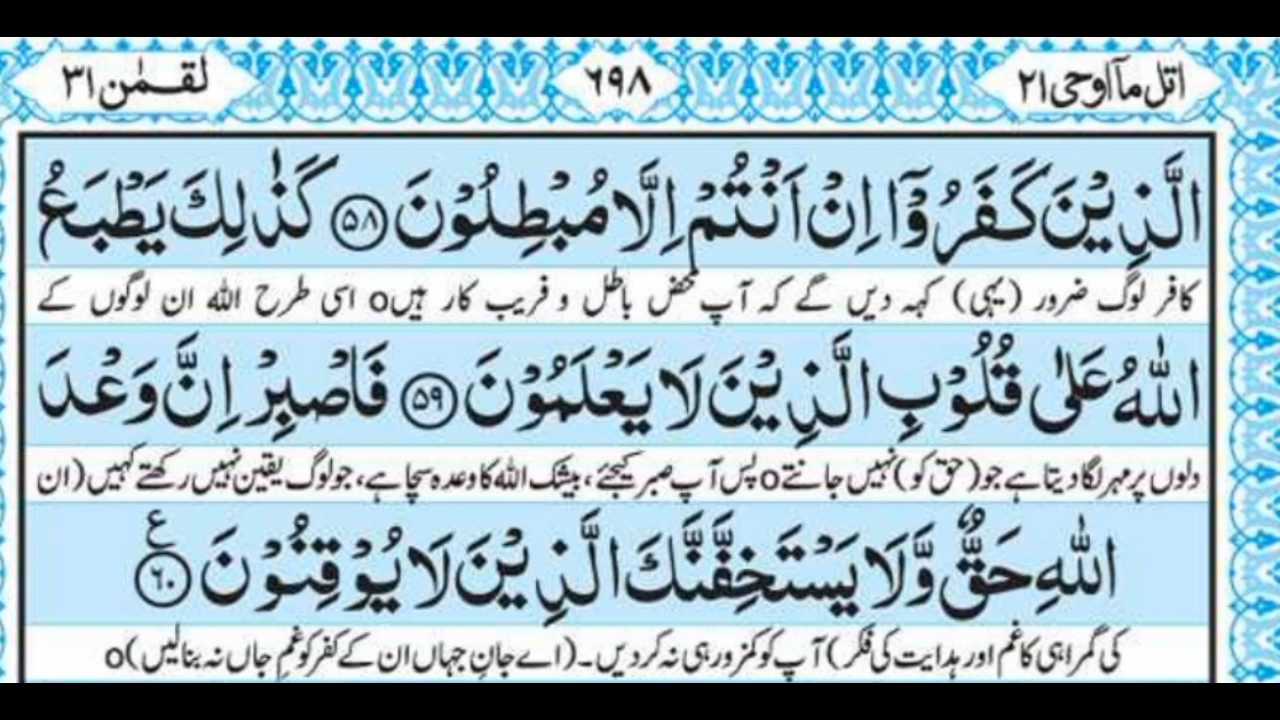 اتل مآ اوحی ۲۱ ٦٩٨ لقمٰن ۳۱
الَّذِیْنَ كَفَرُوْۤا اِنْ اَنْتُمْ اِلَّا مُبْطِلُوْنَ ﴿۵۸﴾ كَذٰلِكَ یَطْبَعُ
کافر لوگ ضرور (یہی) کہہ دیں گے کہ آپ محض باطل و فریب کار ہیں o اسی طرح اللہ ان لوگوں کے
اللّٰهُ عَلٰی قُلُوْبِ الَّذِیْنَ لَا یَعْلَمُوْنَ ﴿۵۹﴾ فَاصْبِرْ اِنَّ وَعْدَ
دلوں پر مہر لگا دیتا ہے جو (حق کو) نہیں جانتے o پس آپ صبر کیجئے، بیشک اللہ کا وعدہ سچا ہے، جو لوگ یقین نہیں رکھتے کہیں (ان
اللّٰهِ حَقٌّ وَّ لَا یَسْتَخِفَّنَّكَ الَّذِیْنَ لَا یُوْقِنُوْنَ ﴿۶۰﴾ ع
کی گمراہی کا غم اور ہدایت کی فکر) آپ کو کمزور ہی نہ کر دیں۔ (اے جانِ جہاں ان کے کفر کو غمِ جاں نہ بنا لیں) o